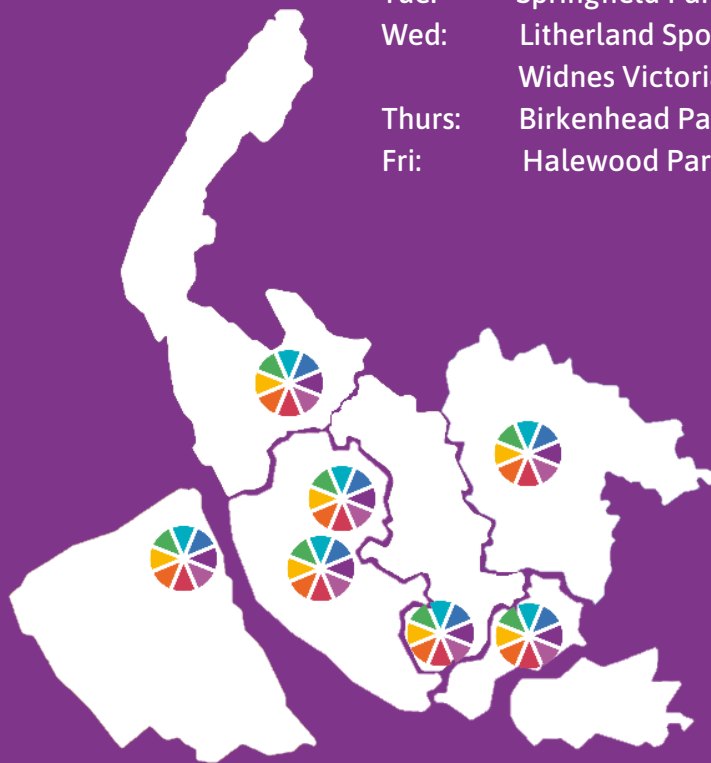 Wed: Litherland Spo
Widnes Victori
Thurs: Birkenhead Pa
Fri: Halewood Par